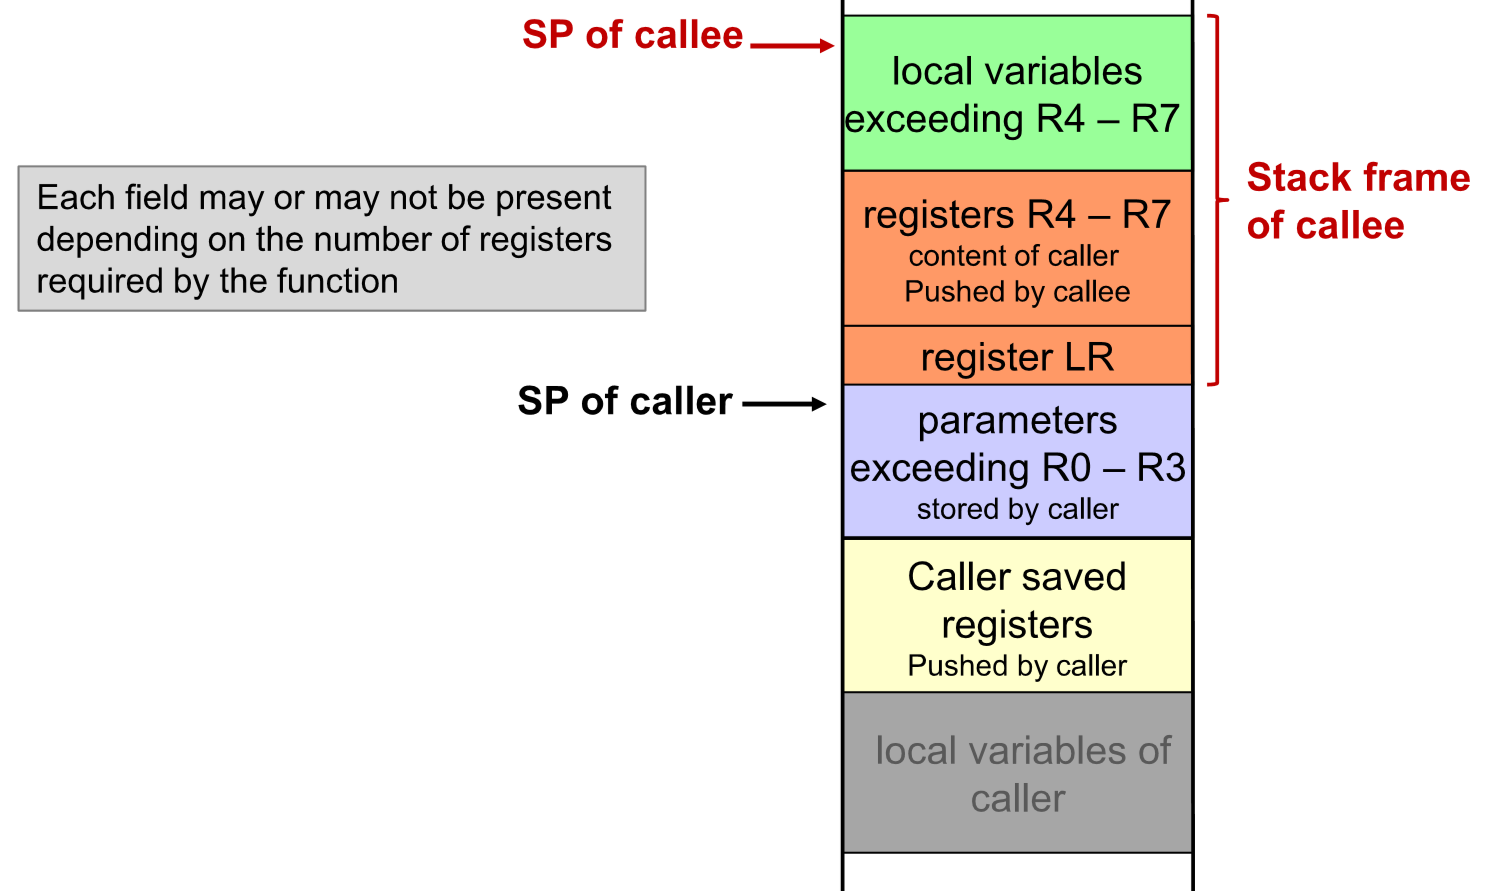 SP of callee
local variables
exceeding R4 – R7
Each field may or may not be present
depending on the number of registers
required by the function
registers R4 – R7
content of caller
Pushed by callee
Stack frame
of callee
register LR
SP of caller
parameters
exceeding R0 – R3
stored by caller
Caller saved
registers
Pushed by caller
local variables of
caller